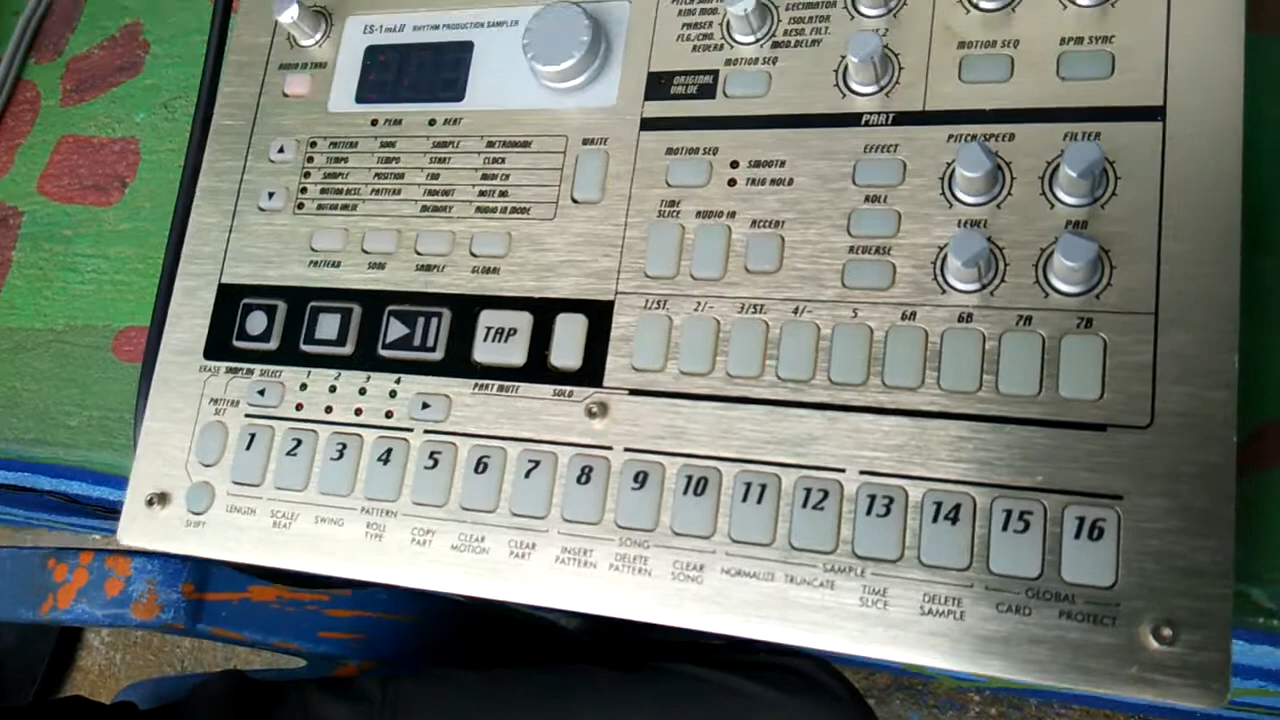 PITCH SHIFT
RING MOD.
PHASER
FLG./CHO.
REVERB
DECIMATOR
ISOLATOR
RESO. FILT.
MOD.DELAY
ES-1 mkII RHYTHM PRODUCTION SAMPLER
AUDIO IN THRU
ORIGINAL
VALUE
MOTION SEQ
MOTION SEQ
BPM SYNC
PEAK
BEAT
PATTERN SONG SAMPLE METRONOME
TEMPO TEMPO START CLOCK
SAMPLE POSITION END MIDI CH
MOTION DEST. PATTERN FADEOUT NOTE NO.
MOTION VALUE MEMORY AUDIO IN MODE
WRITE
PATTERN
SONG
SAMPLE
GLOBAL
PART
MOTION SEQ
SMOOTH
TRIG HOLD
EFFECT
PITCH/SPEED
FILTER
TIME
SLICE
AUDIO IN
ACCENT
ROLL
LEVEL
PAN
REVERSE
1/ST. 2/- 3/ST. 4/- 5 6A 6B 7A 7B
TAP
ERASE SAMPLING SELECT
1 2 3 4
PART MUTE
SOLO
PATTERN
SET
1 2 3 4 5 6 7 8 9 10 11 12 13 14 15 16
SHIFT
LENGTH
SCALE/
BEAT
SWING
PATTERN
ROLL
TYPE
COPY
PART
CLEAR
MOTION
CLEAR
PART
INSERT
PATTERN
SONG
DELETE
PATTERN
CLEAR
SONG
NORMALIZE
TRUNCATE
SAMPLE
TIME
SLICE
DELETE
SAMPLE
GLOBAL
CARD
PROTECT